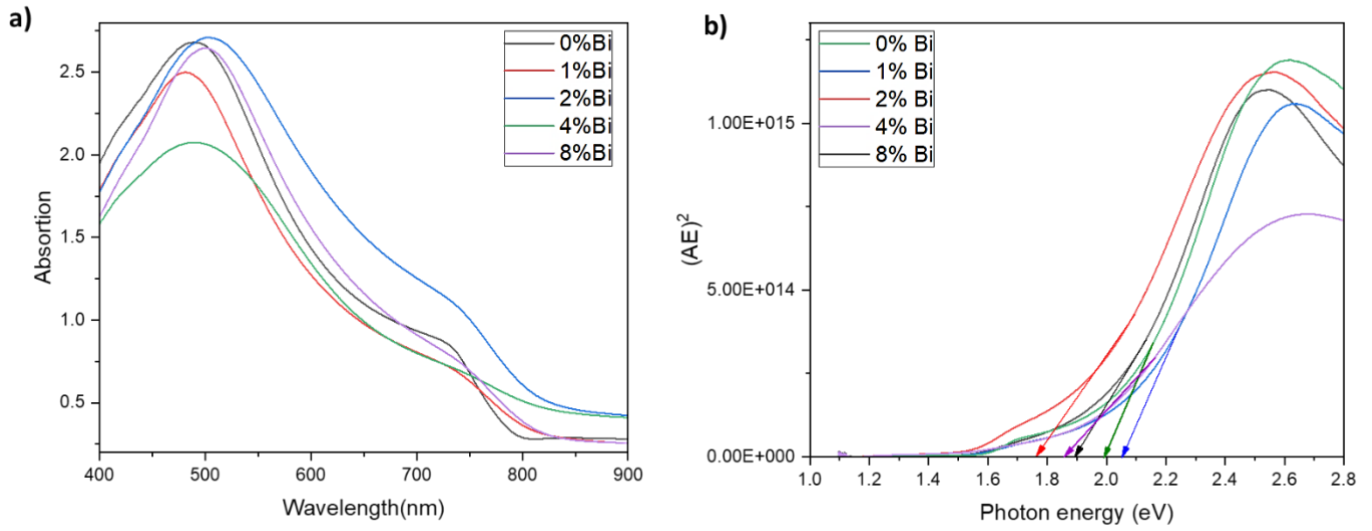 a)
0%Bi
1%Bi
2%Bi
4%Bi
8%Bi
2.5
2.0
1.5
1.0
0.5
Absortion
400 500 600 700 800 900
Wavelength(nm)
b)
0% Bi
1% Bi
2% Bi
4% Bi
8% Bi
1.00E+015
5.00E+014
0.00E+000
(AE)²
1.0 1.2 1.4 1.6 1.8 2.0 2.2 2.4 2.6 2.8
Photon energy (eV)